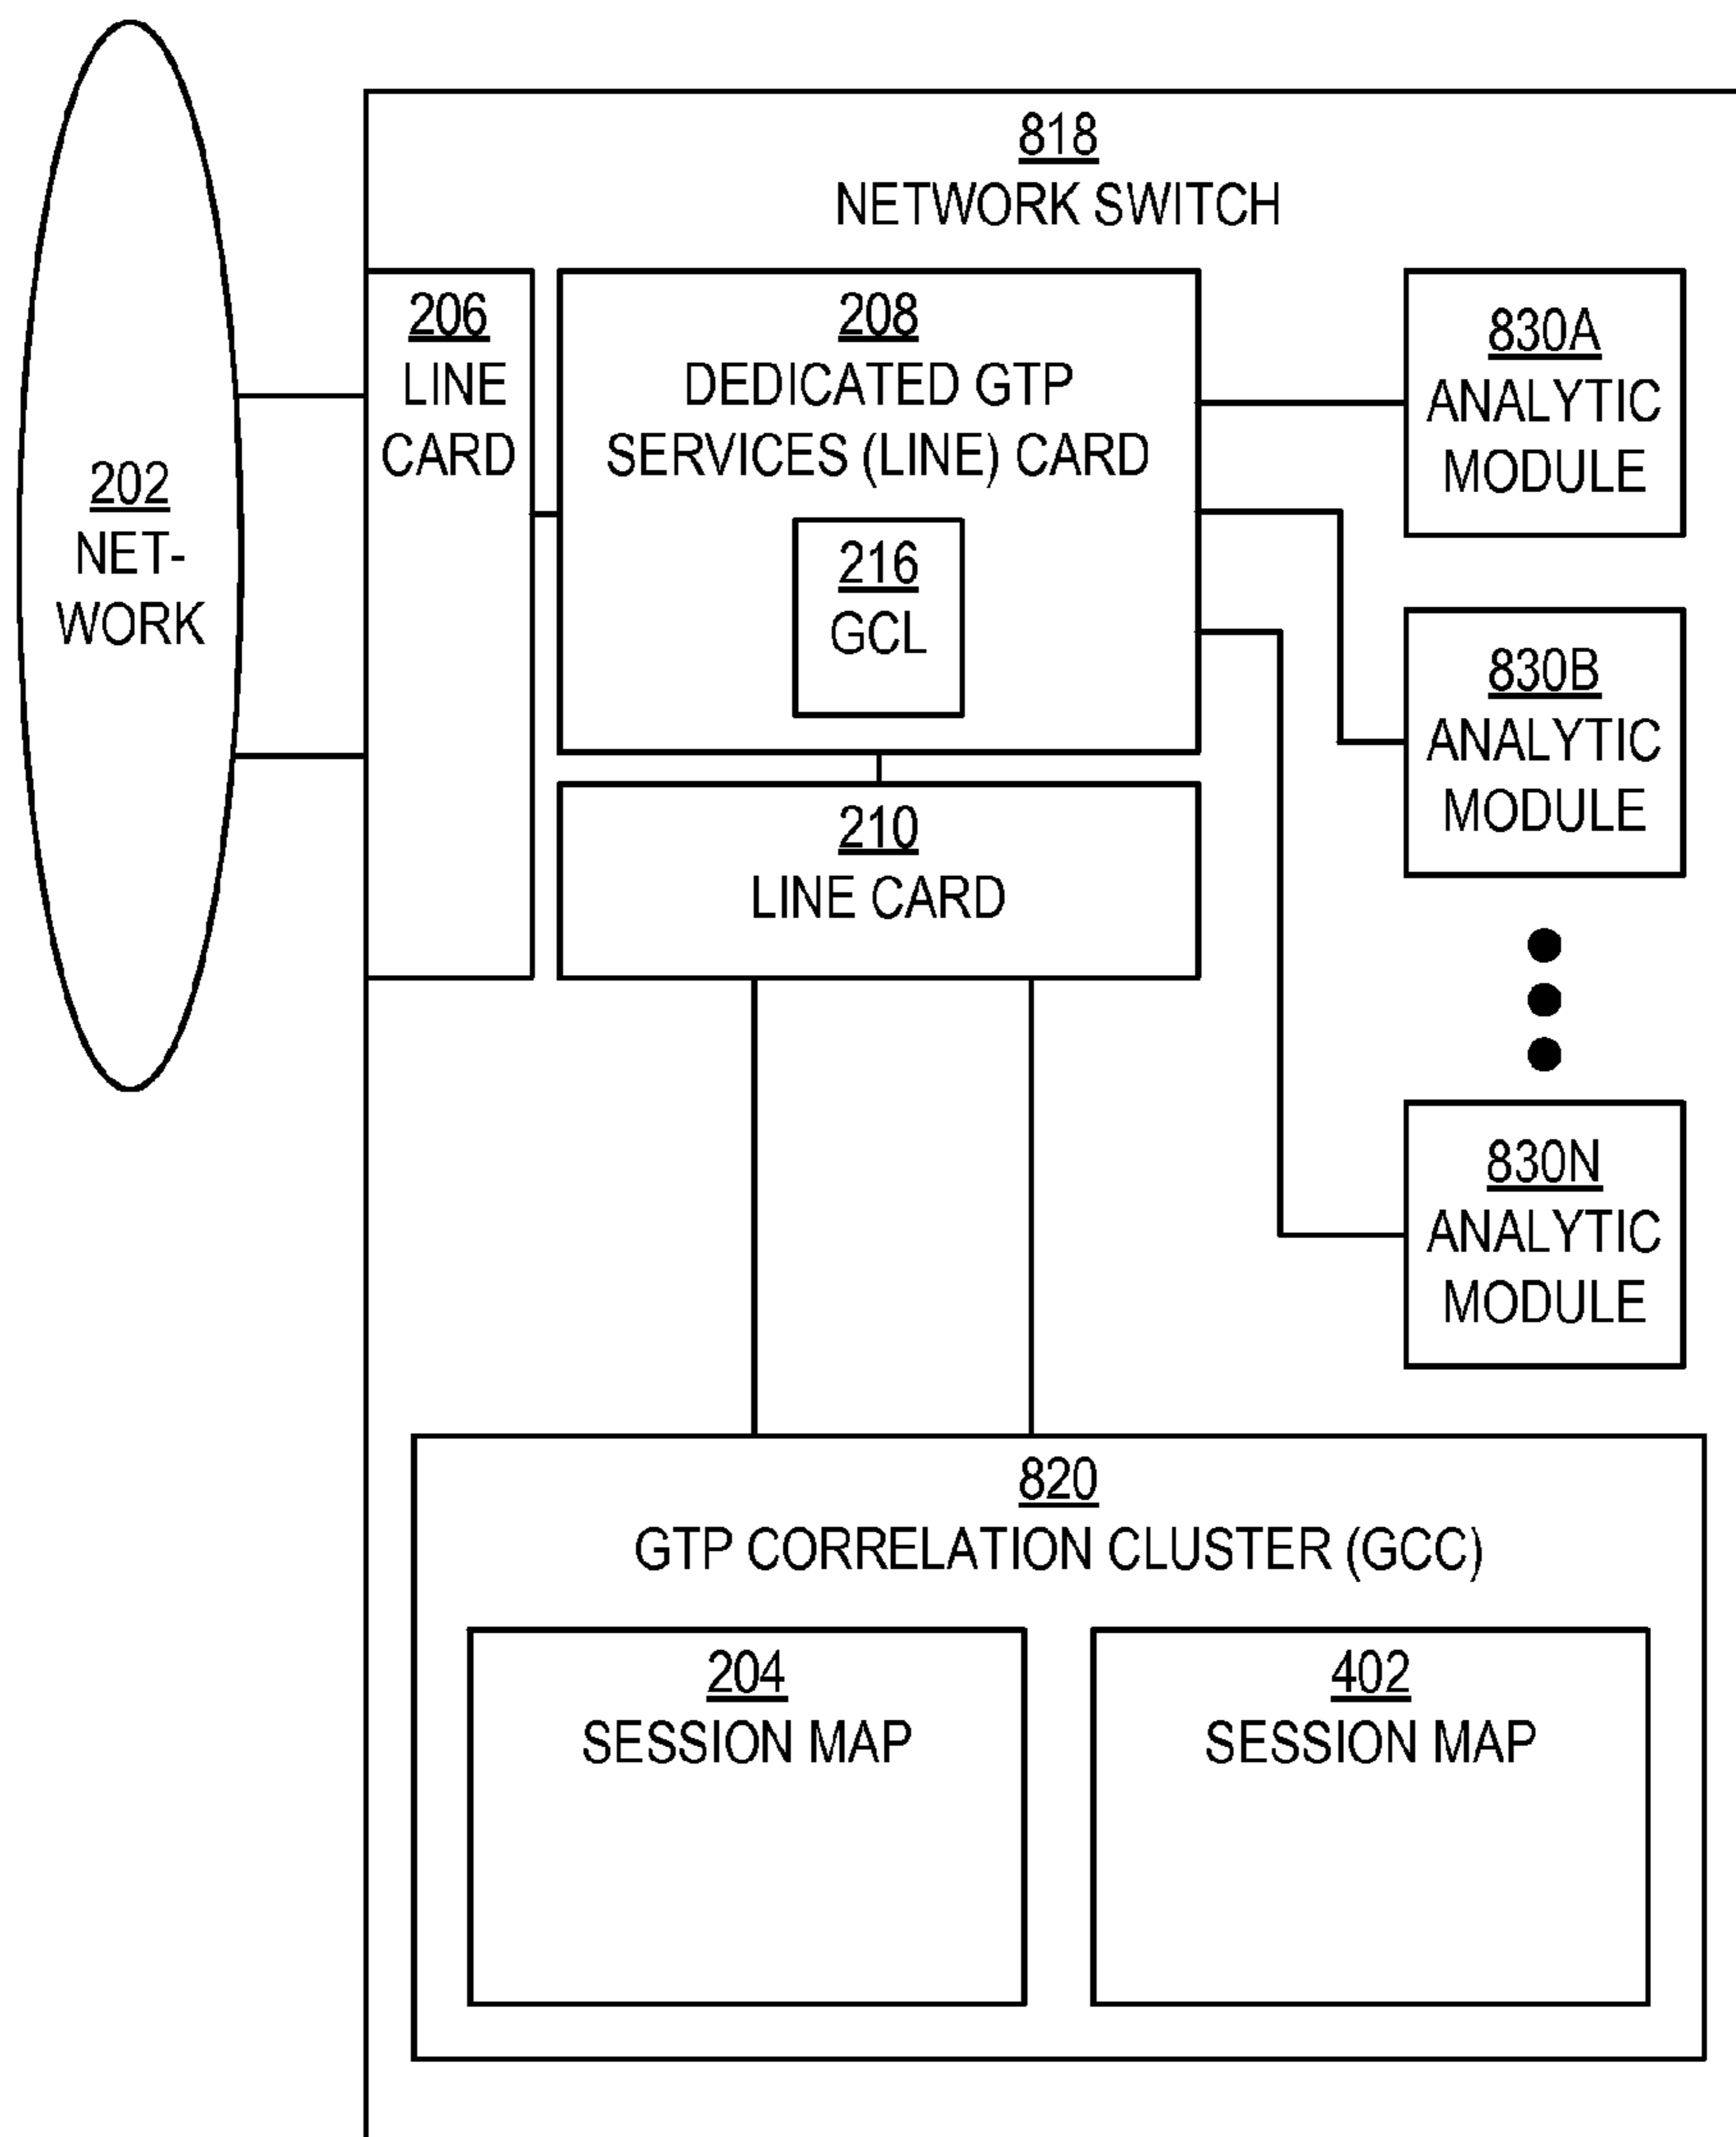 818
NETWORK SWITCH
202
NET-
WORK
206
LINE
CARD
208
DEDICATED GTP
SERVICES (LINE) CARD
216
GCL
210
LINE CARD
830A
ANALYTIC
MODULE
830B
ANALYTIC
MODULE
830N
ANALYTIC
MODULE
820
GTP CORRELATION CLUSTER (GCC)
204
SESSION MAP
402
SESSION MAP